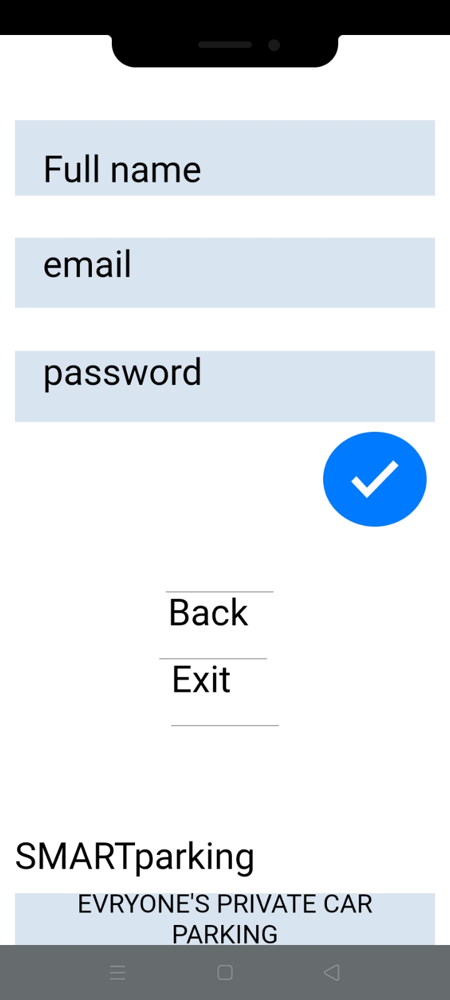 Full name
email
password
Back
Exit
SMARTparking
EVRYONE'S PRIVATE CAR
PARKING